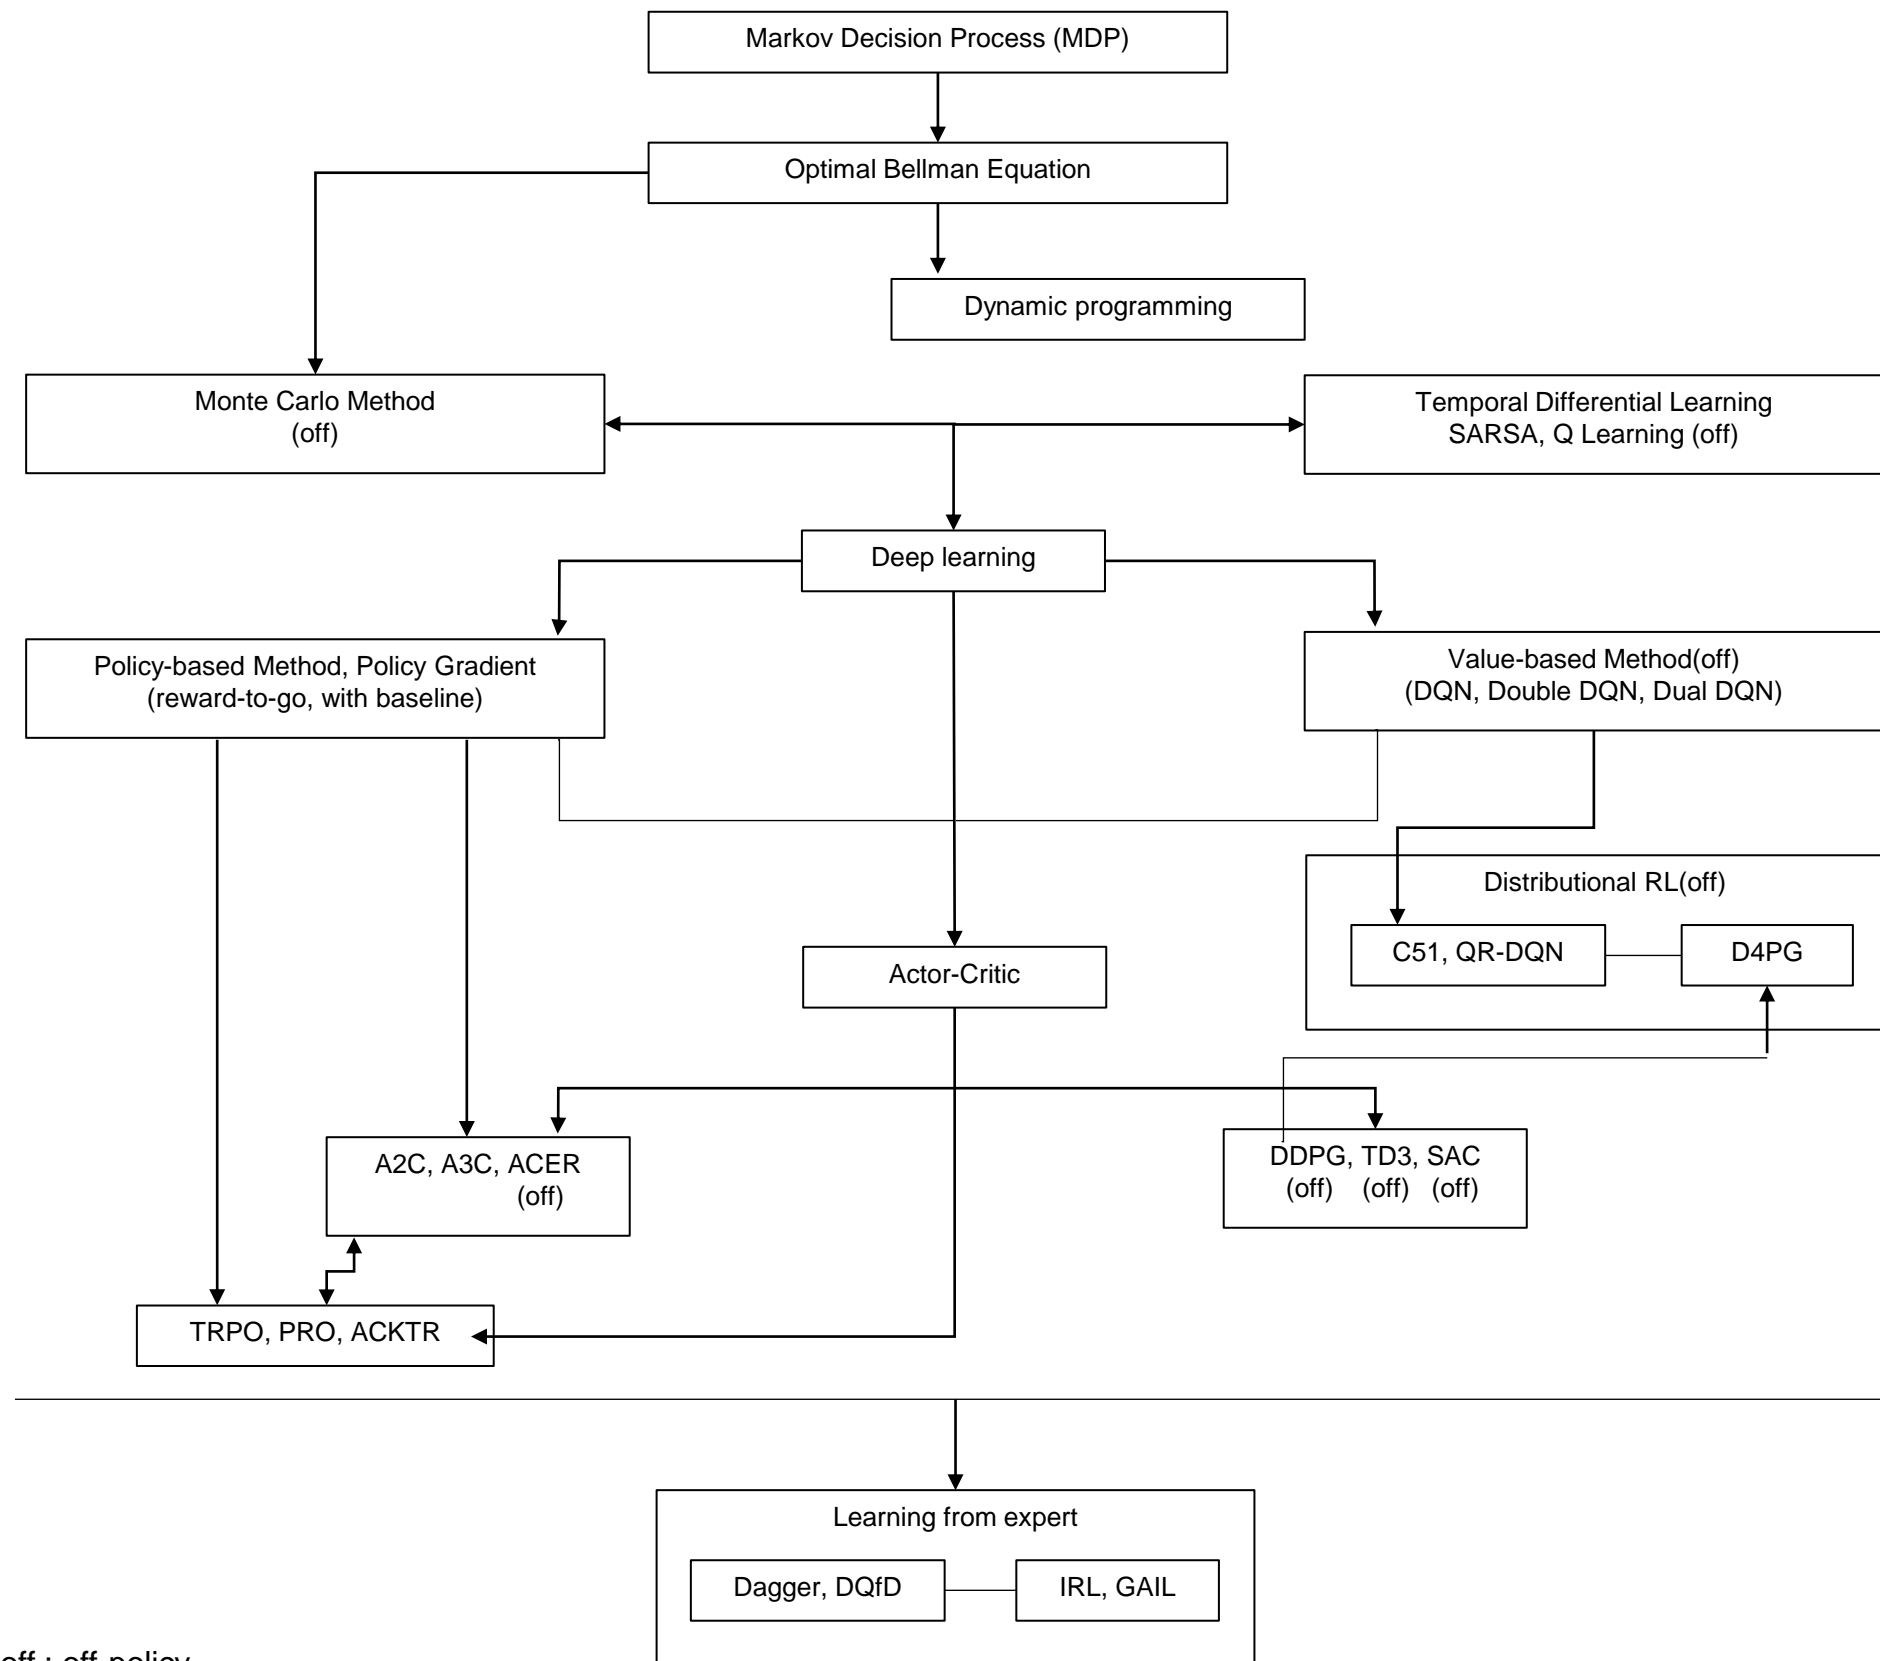 Markov Decision Process (MDP)
Optimal Bellman Equation
Dynamic programming
Monte Carlo Method
(off)
Temporal Differential Learning
SARSA, Q Learning (off)
Deep learning
Policy-based Method, Policy Gradient
(reward-to-go, with baseline)
Value-based Method(off)
(DQN, Double DQN, Dual DQN)
Distributional RL(off)
C51, QR-DQN
D4PG
Actor-Critic
A2C, A3C, ACER
(off)
DDPG, TD3, SAC
(off) (off) (off)
TRPO, PRO, ACKTR
Learning from expert
Dagger, DQfD
IRL, GAIL
off : off-policy